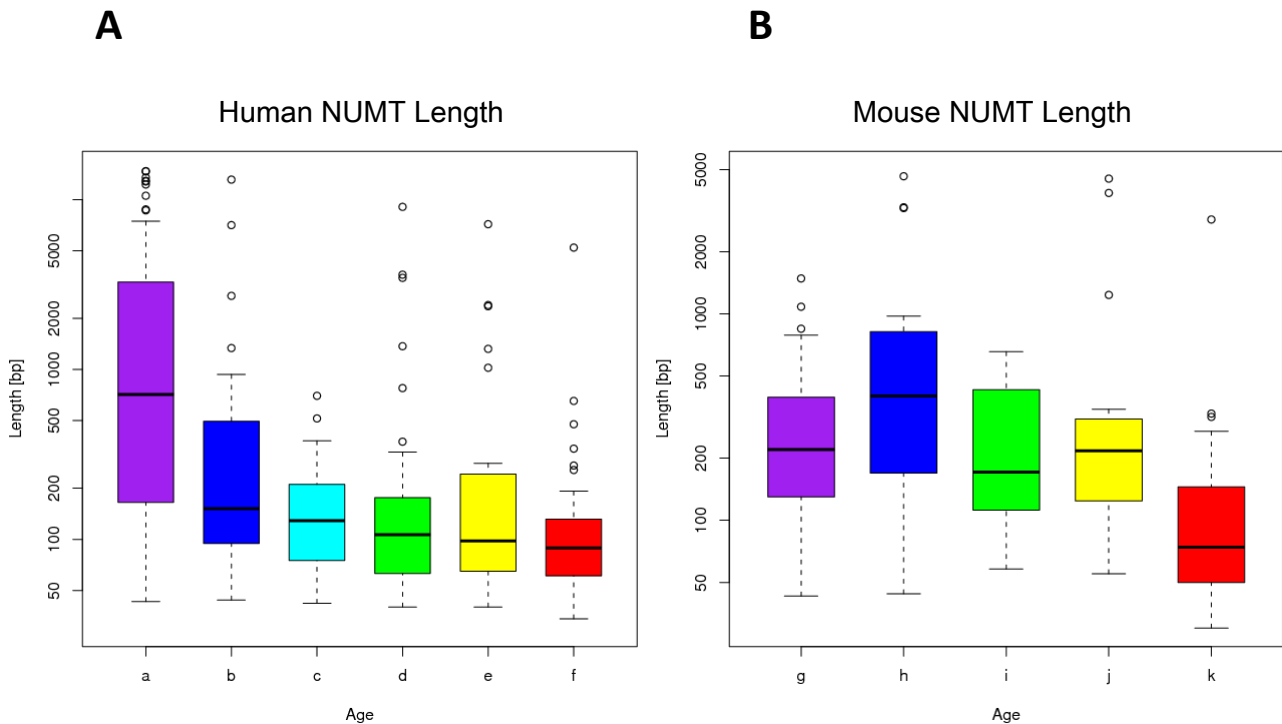 A
B
Human NUMT Length
Mouse NUMT Length
Length [bp]
5000
2000
1000
500
200
100
50
a b c d e f
Age
Length [bp]
5000
2000
1000
500
200
100
50
g h i j k
Age